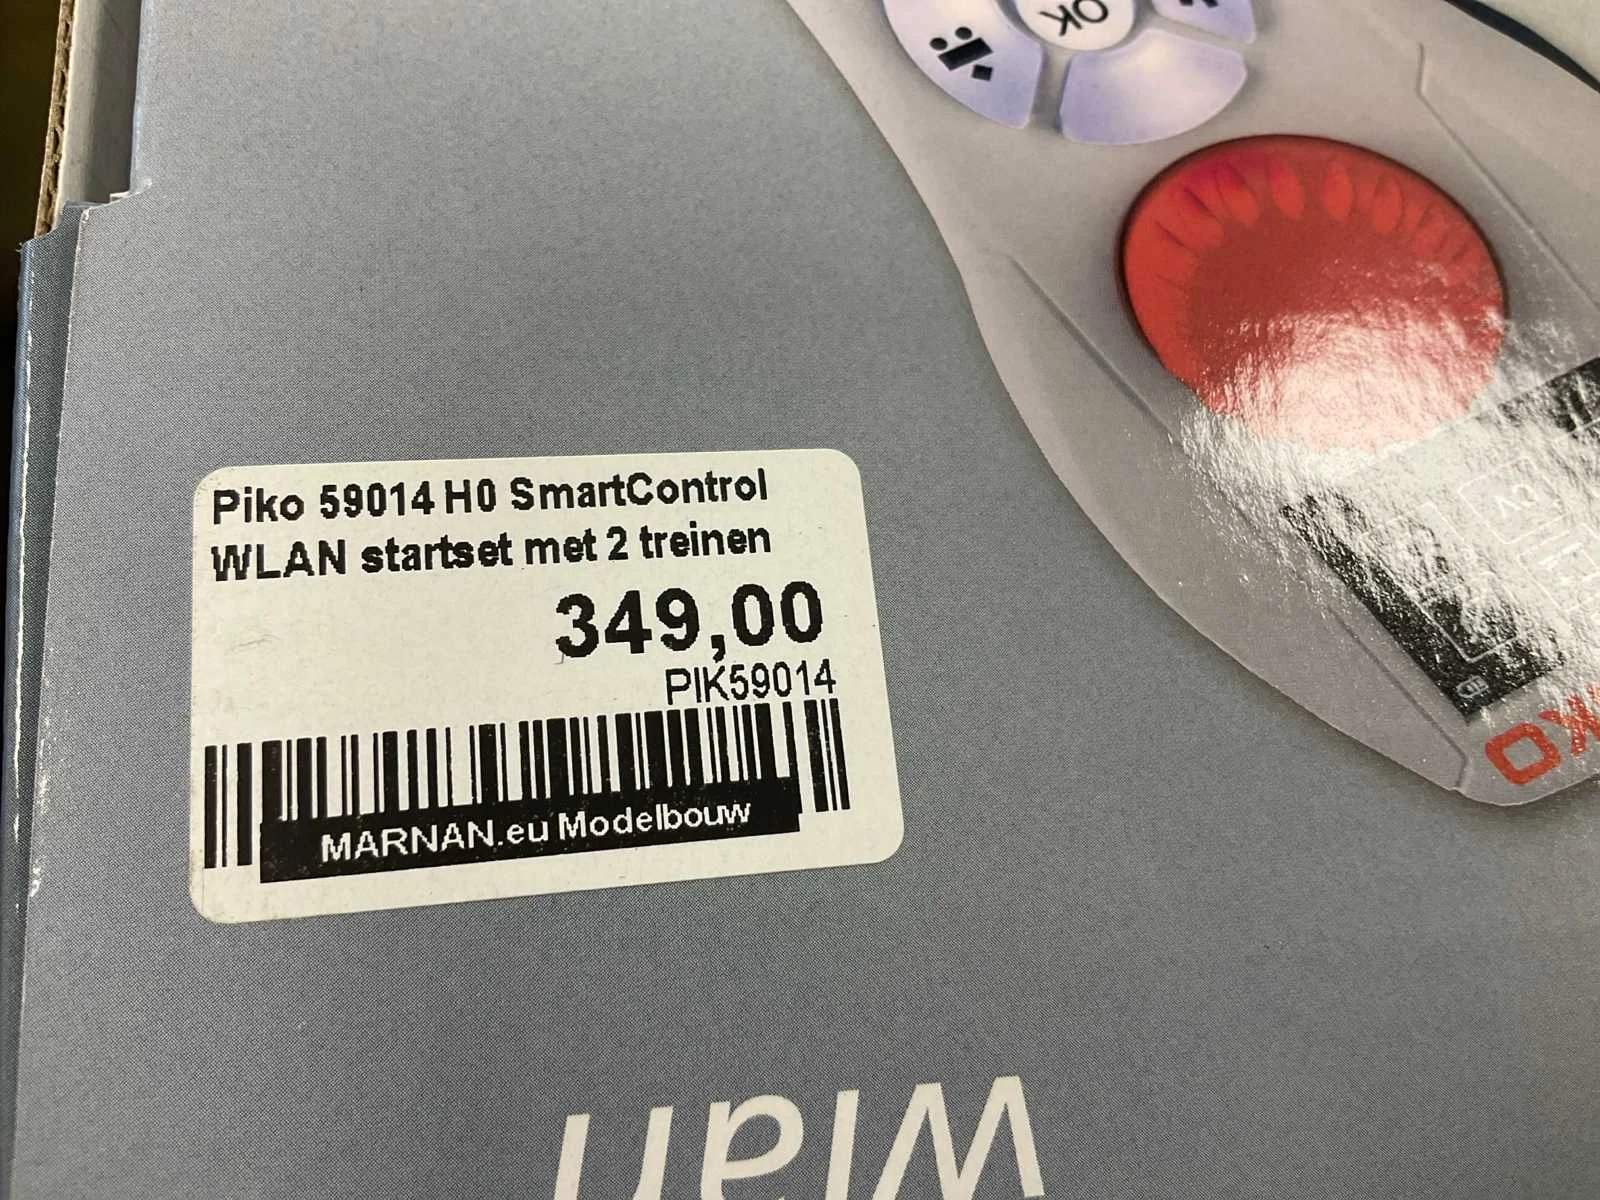 OK
Piko 59014 H0 SmartControl
WLAN startset met 2 treinen
349,00
PIK59014
MARNAN.eu Modelbouw
wlan